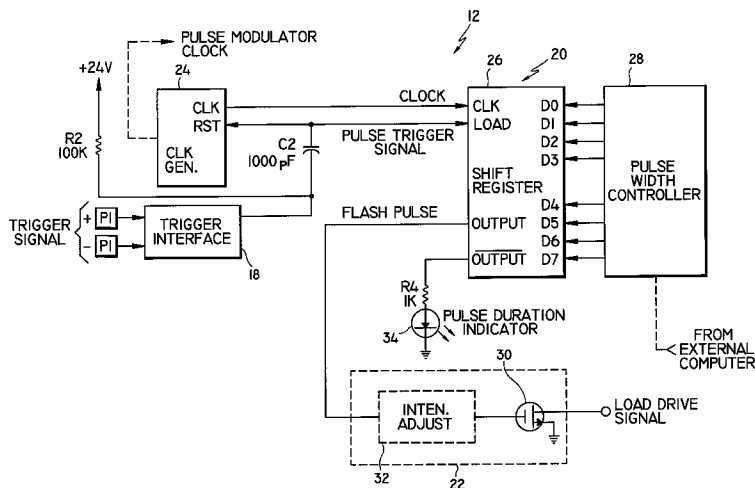 12
PULSE MODULATOR
CLOCK
+24V
24
26
20
28
CLK
CLOCK
CLK
D0
RST
LOAD
D1
R2
100K
C2
1000pF
PULSE TRIGGER
SIGNAL
D2
D3
CLK
GEN.
SHIFT
REGISTER
PULSE
WIDTH
CONTROLLER
TRIGGER
SIGNAL
+ PI
- PI
TRIGGER
INTERFACE
18
FLASH PULSE
OUTPUT
D4
D5
D6
OUTPUT
D7
R4
1K
PULSE DURATION
INDICATOR
34
FROM
EXTERNAL
COMPUTER
30
INTEN.
ADJUST
LOAD DRIVE
SIGNAL
32
22